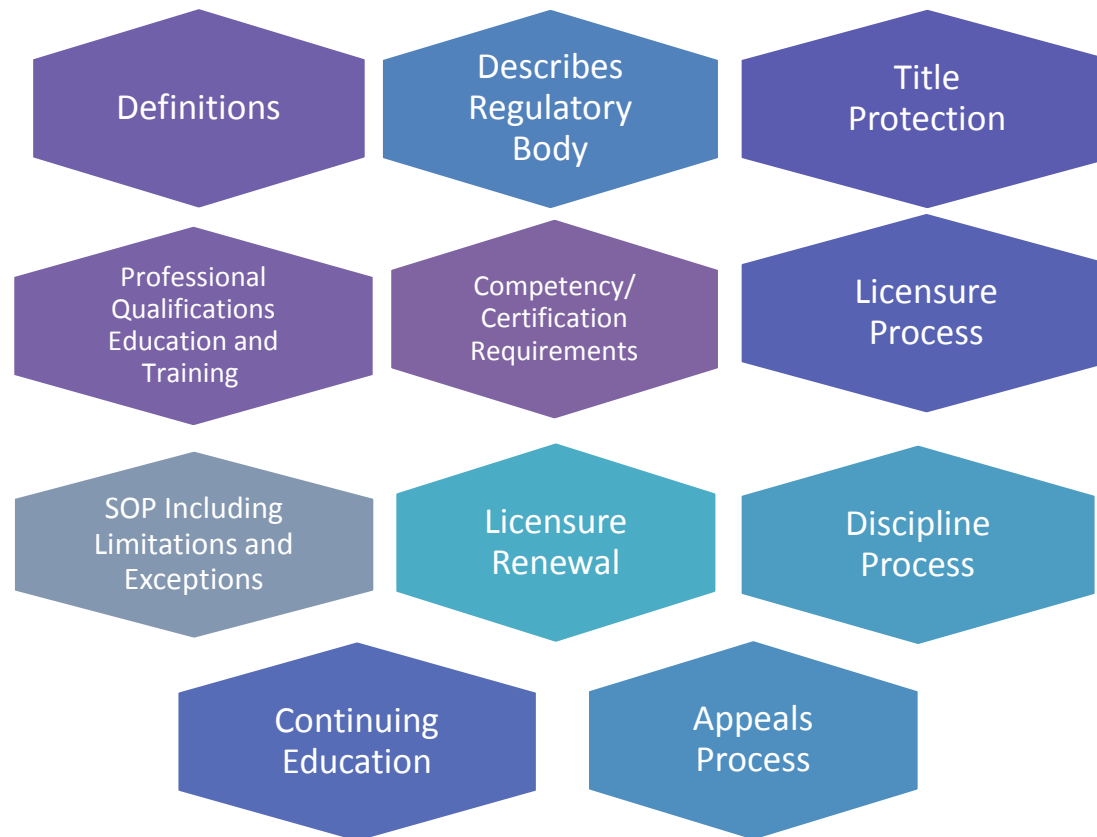 Definitions
Describes
Regulatory
Body
Title
Protection
Professional
Qualifications
Education and
Training
Competency/
Certification
Requirements
Licensure
Process
SOP Including
Limitations and
Exceptions
Licensure
Renewal
Discipline
Process
Continuing
Education
Appeals
Process